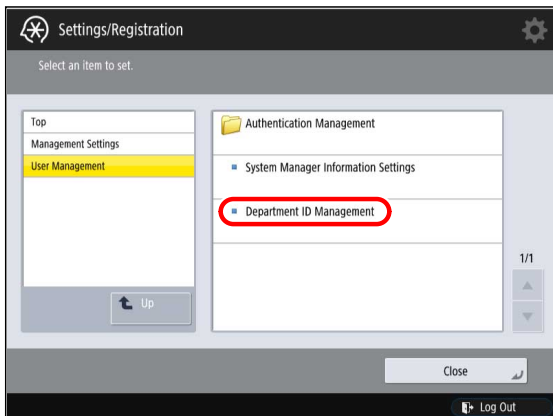 Settings/Registration
Select an item to set.
Top
Management Settings
User Management
Up
Authentication Management
System Manager Information Settings
Department ID Management
1/1
Close
Log Out